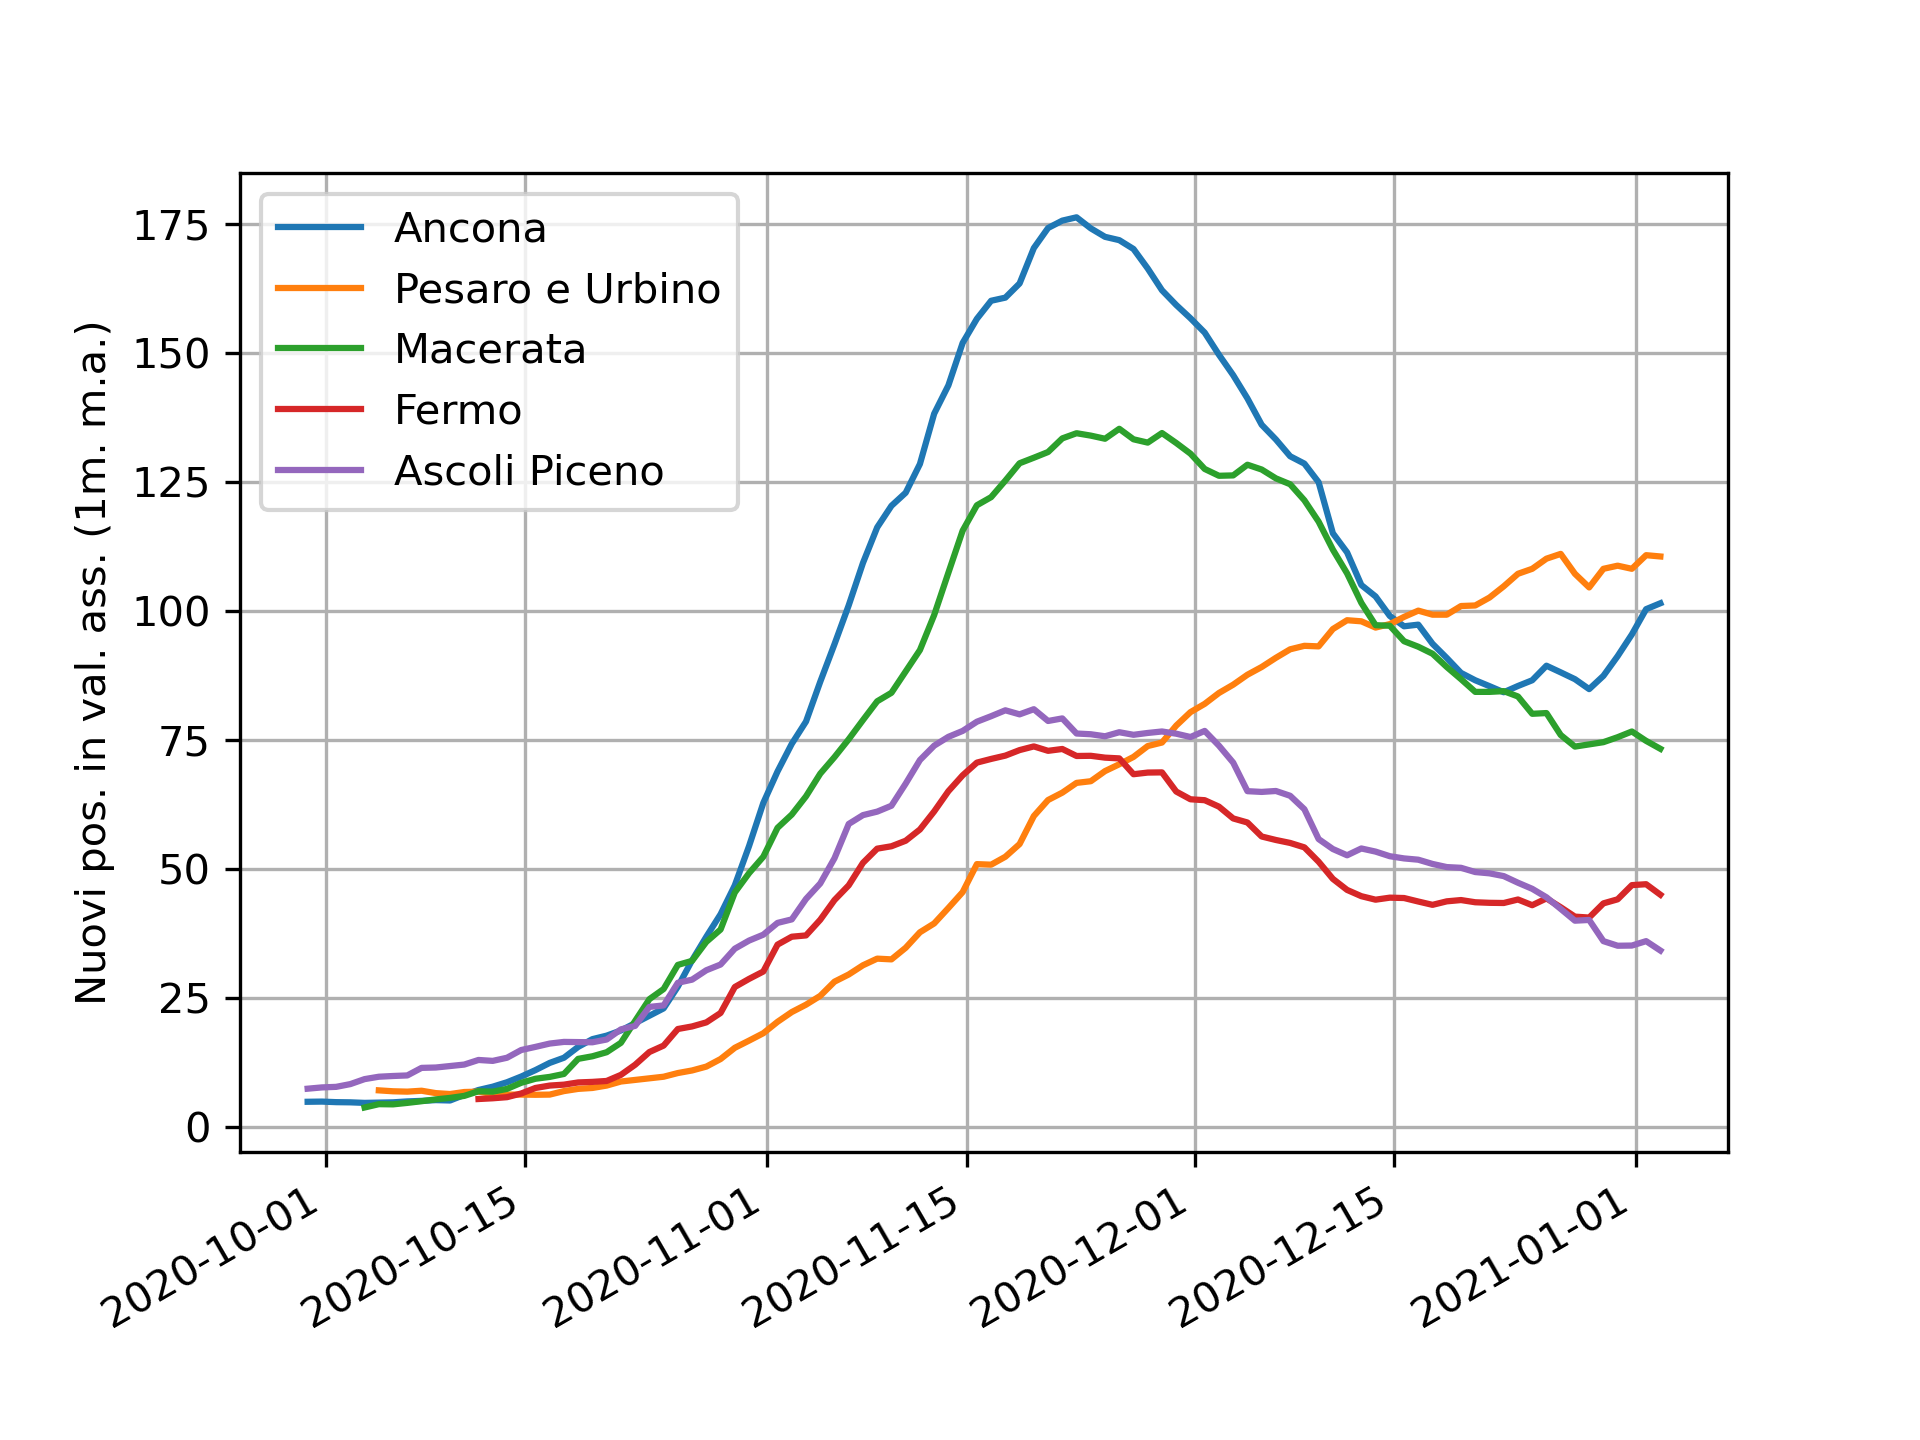 Ancona
Pesaro e Urbino
Macerata
Fermo
Ascoli Piceno
Nuovi pos. in val. ass. (1m. m.a.)
175
150
125
100
75
50
25
0
2020-10-01
2020-10-15
2020-11-01
2020-11-15
2020-12-01
2020-12-15
2021-01-01